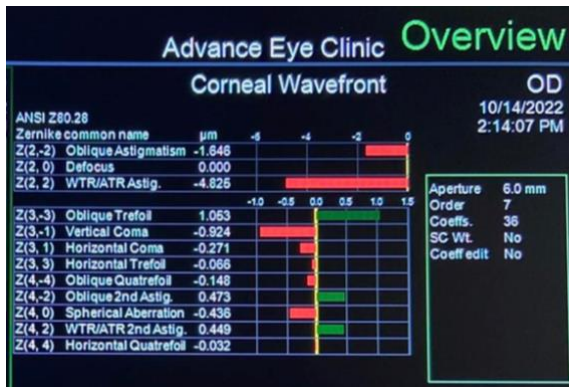 Advance Eye Clinic Overview
Corneal Wavefront OD
10/14/2022
2:14:07 PM
ANSI Z80.28
Zernike common name µm -6 -4 -2 0
Z(2,-2) Oblique Astigmatism -1.646
Z(2, 0) Defocus 0.000
Z(2, 2) WTR/ATR Astig. -4.825
-1.0 -0.5 0.0 0.5 1.0 1.5
Z(3,-3) Oblique Trefoil 1.053
Z(3,-1) Vertical Coma -0.924
Z(3, 1) Horizontal Coma -0.271
Z(3, 3) Horizontal Trefoil -0.066
Z(4,-4) Oblique Quatrefoil -0.148
Z(4,-2) Oblique 2nd Astig. 0.473
Z(4, 0) Spherical Aberration -0.436
Z(4, 2) WTR/ATR 2nd Astig. 0.449
Z(4, 4) Horizontal Quatrefoil -0.032
Aperture 6.0 mm
Order 7
Coeffs. 36
SC Wt. No
Coeff edit No